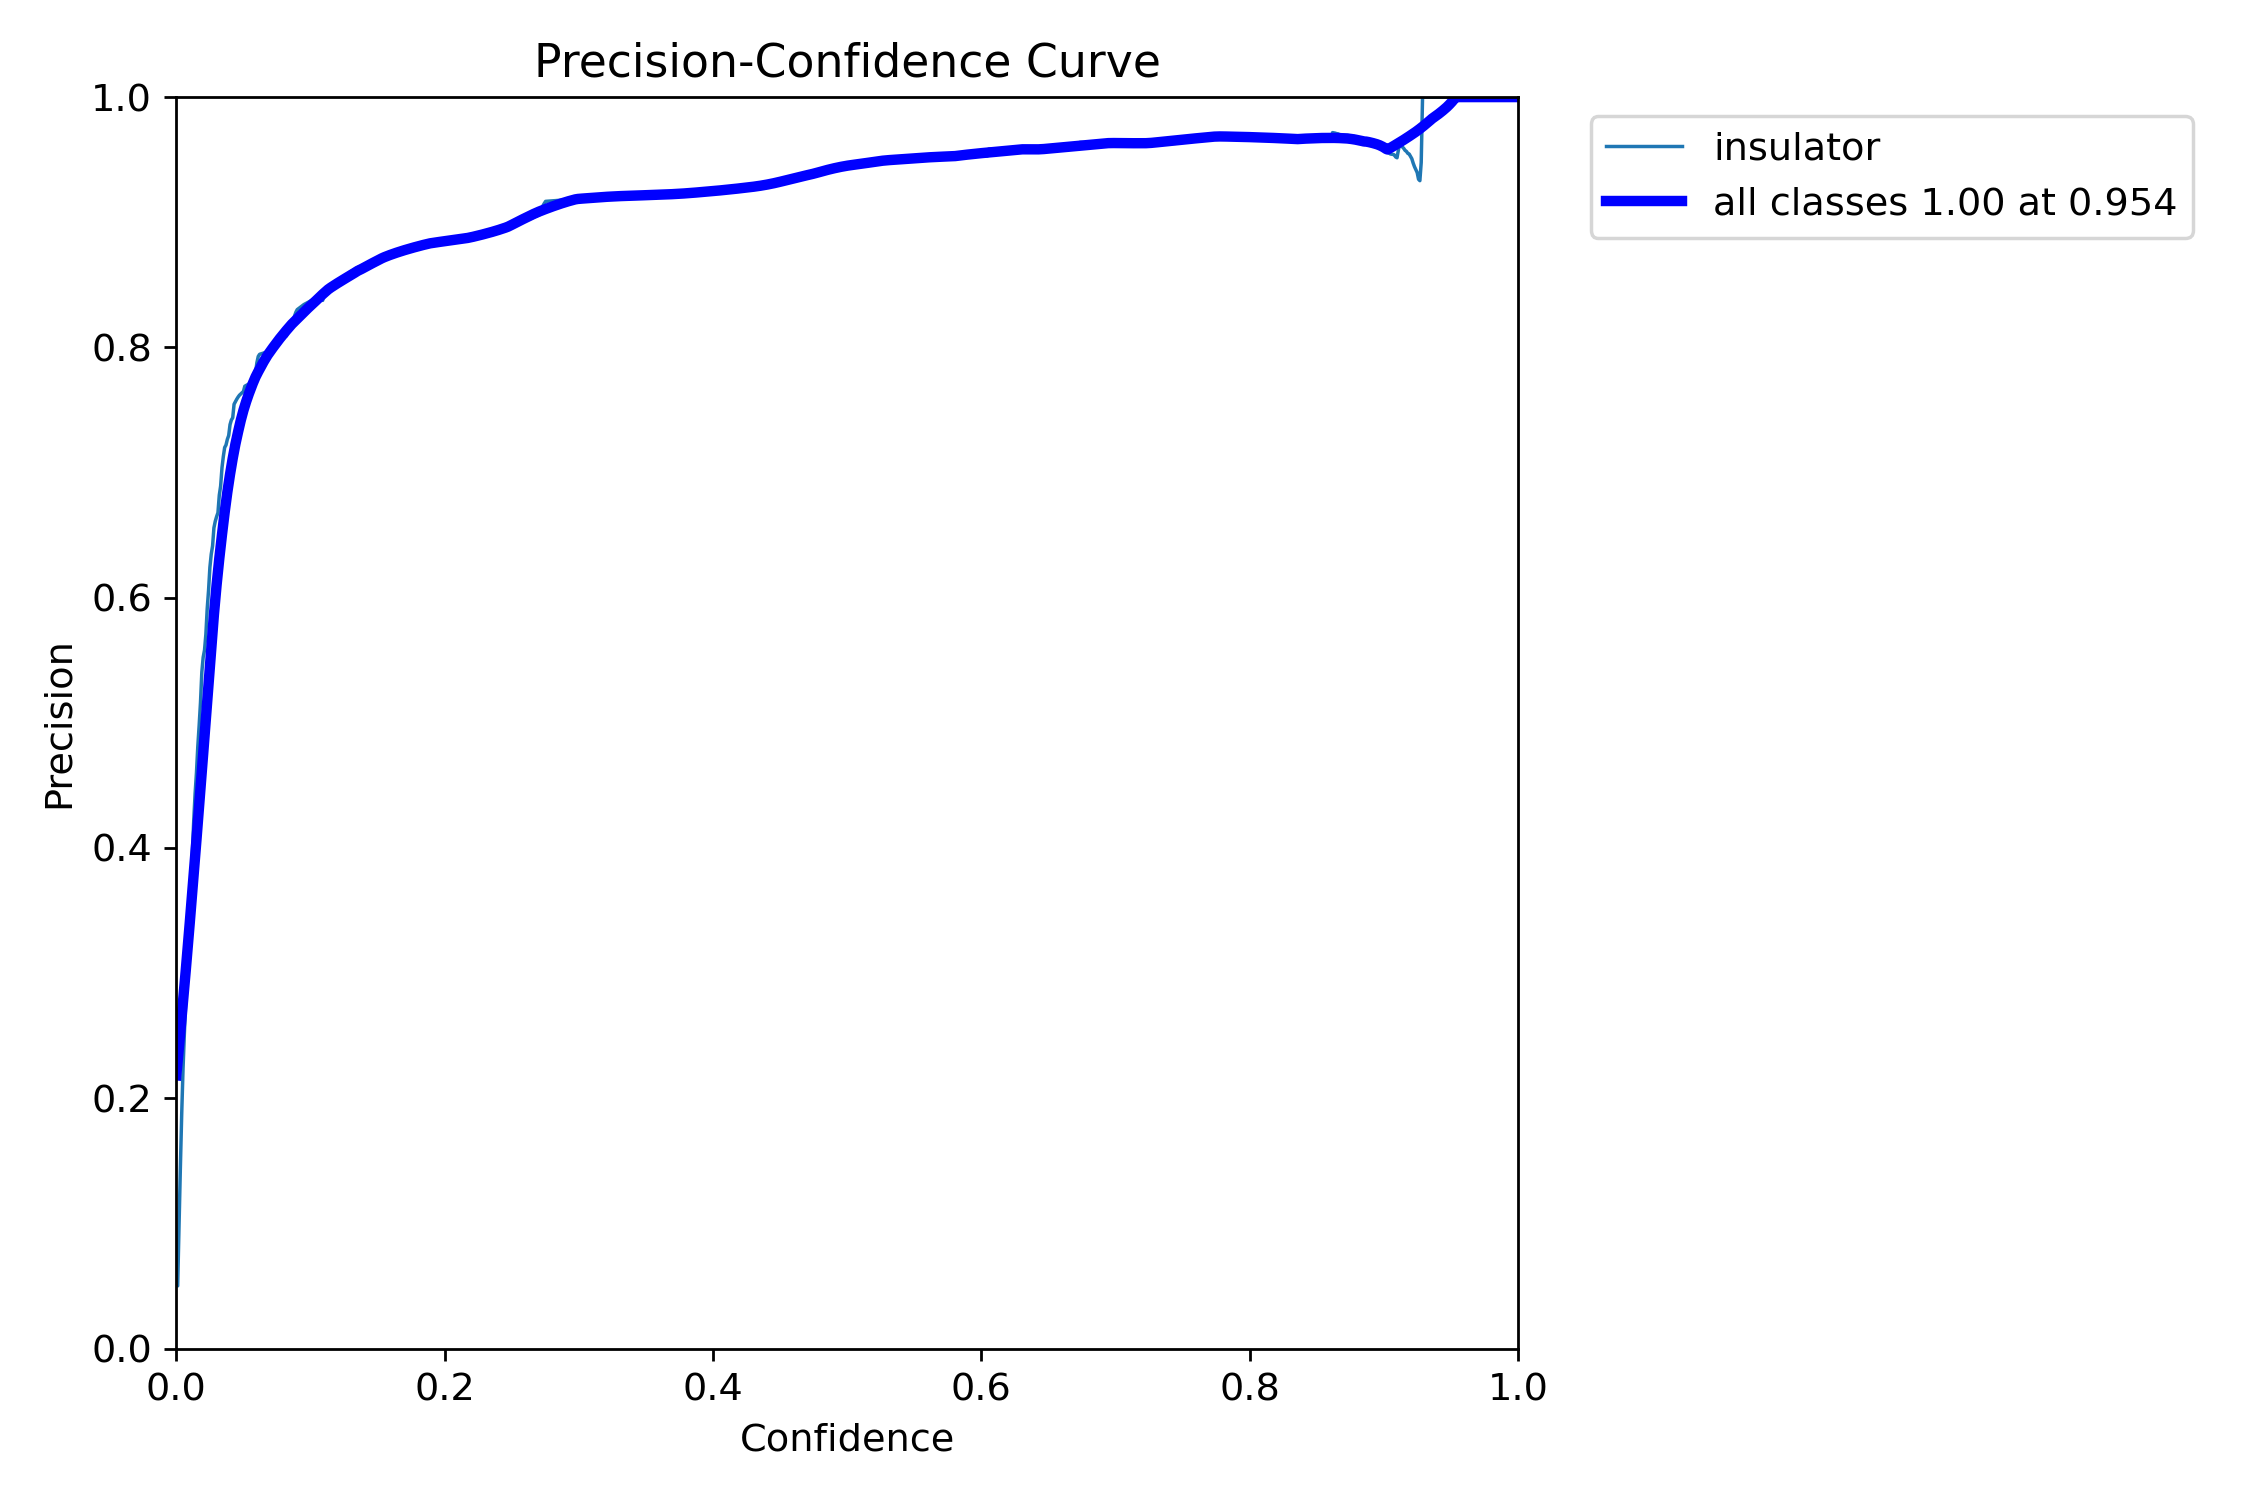 Precision-Confidence Curve
1.0
0.8
0.6
0.4
0.2
0.0
Precision
0.0 0.2 0.4 0.6 0.8 1.0
Confidence
insulator
all classes 1.00 at 0.954